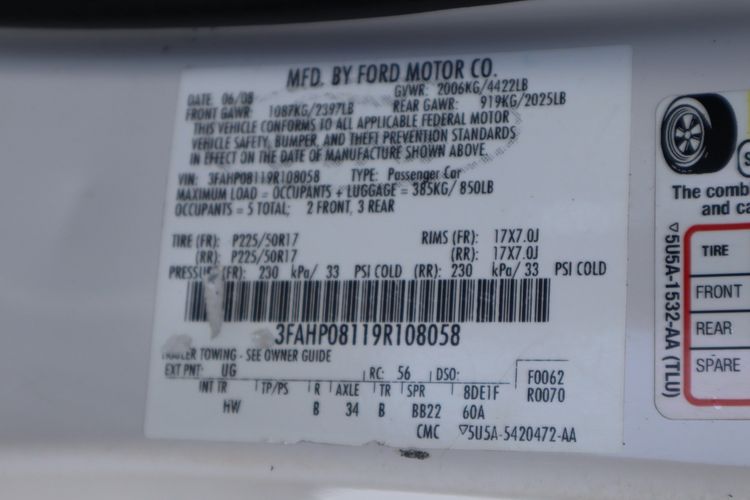 MFD. BY FORD MOTOR CO.
DATE 06/08 GVWR: 2006KG/4422LB
FRONT GAWR: 1087KG/2397LB REAR GAWR: 919KG/2025LB
THIS VEHICLE CONFORMS TO ALL APPLICABLE FEDERAL MOTOR
VEHICLE SAFETY, BUMPER, AND THEFT PREVENTION STANDARDS
IN EFFECT ON THE DATE OF MANUFACTURE SHOWN ABOVE.
VIN: 3FAHP08119R108058 TYPE: Passenger Car
MAXIMUM LOAD = OCCUPANTS + LUGGAGE = 385KG/ 850LB
OCCUPANTS = 5 TOTAL; 2 FRONT, 3 REAR
TIRE (FR): P225/50R17 RIMS (FR): 17X7.0J
(RR): P225/50R17 (RR): 17X7.0J
PRESSU (FR): 230 kPa/ 33 PSI COLD (RR): 230 kPa/ 33 PSI COLD
3FAHP08119R108058
TRAILER TOWING - SEE OWNER GUIDE
EXT PNT: UG RC: 56 DSO: F0062
INT TR TP/PS R AXLE TR SPR 8DE1F R0070
HW B 34 B BB22 60A
CMC ▽5U5A-5420472-AA
The comb
and ca
TIRE
FRONT
REAR
SPARE
▽5U5A-1532-AA (TLU)